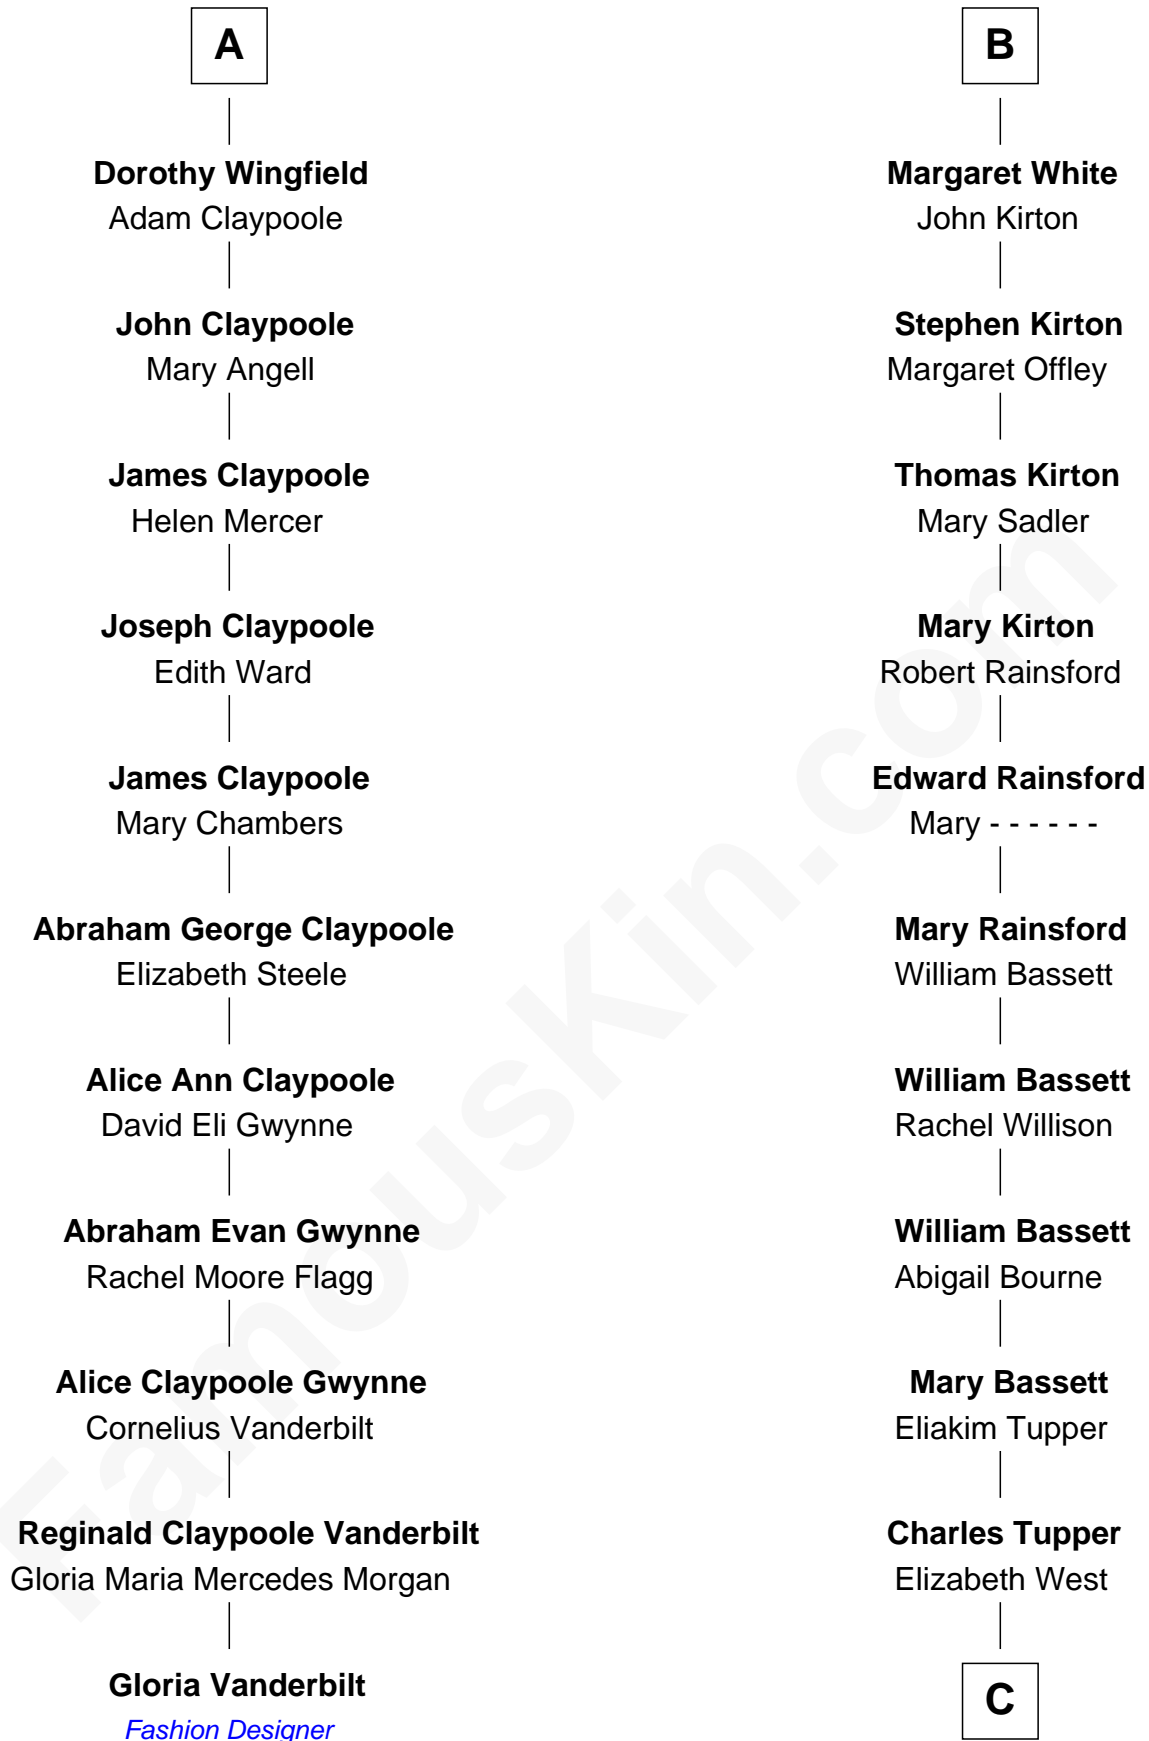 A
Dorothy Wingfield
Adam Claypoole
John Claypoole
Mary Angell
James Claypoole
Helen Mercer
Joseph Claypoole
Edith Ward
James Claypoole
Mary Chambers
Abraham George Claypoole
Elizabeth Steele
Alice Ann Claypoole
David Eli Gwynne
Abraham Evan Gwynne
Rachel Moore Flagg
Alice Claypoole Gwynne
Cornelius Vanderbilt
Reginald Claypoole Vanderbilt
Gloria Maria Mercedes Morgan
Gloria Vanderbilt
Fashion Designer
B
Margaret White
John Kirton
Stephen Kirton
Margaret Offley
Thomas Kirton
Mary Sadler
Mary Kirton
Robert Rainsford
Edward Rainsford
Mary - - - - - -
Mary Rainsford
William Bassett
William Bassett
Rachel Willison
William Bassett
Abigail Bourne
Mary Bassett
Eliakim Tupper
Charles Tupper
Elizabeth West
C
FamousKin.com